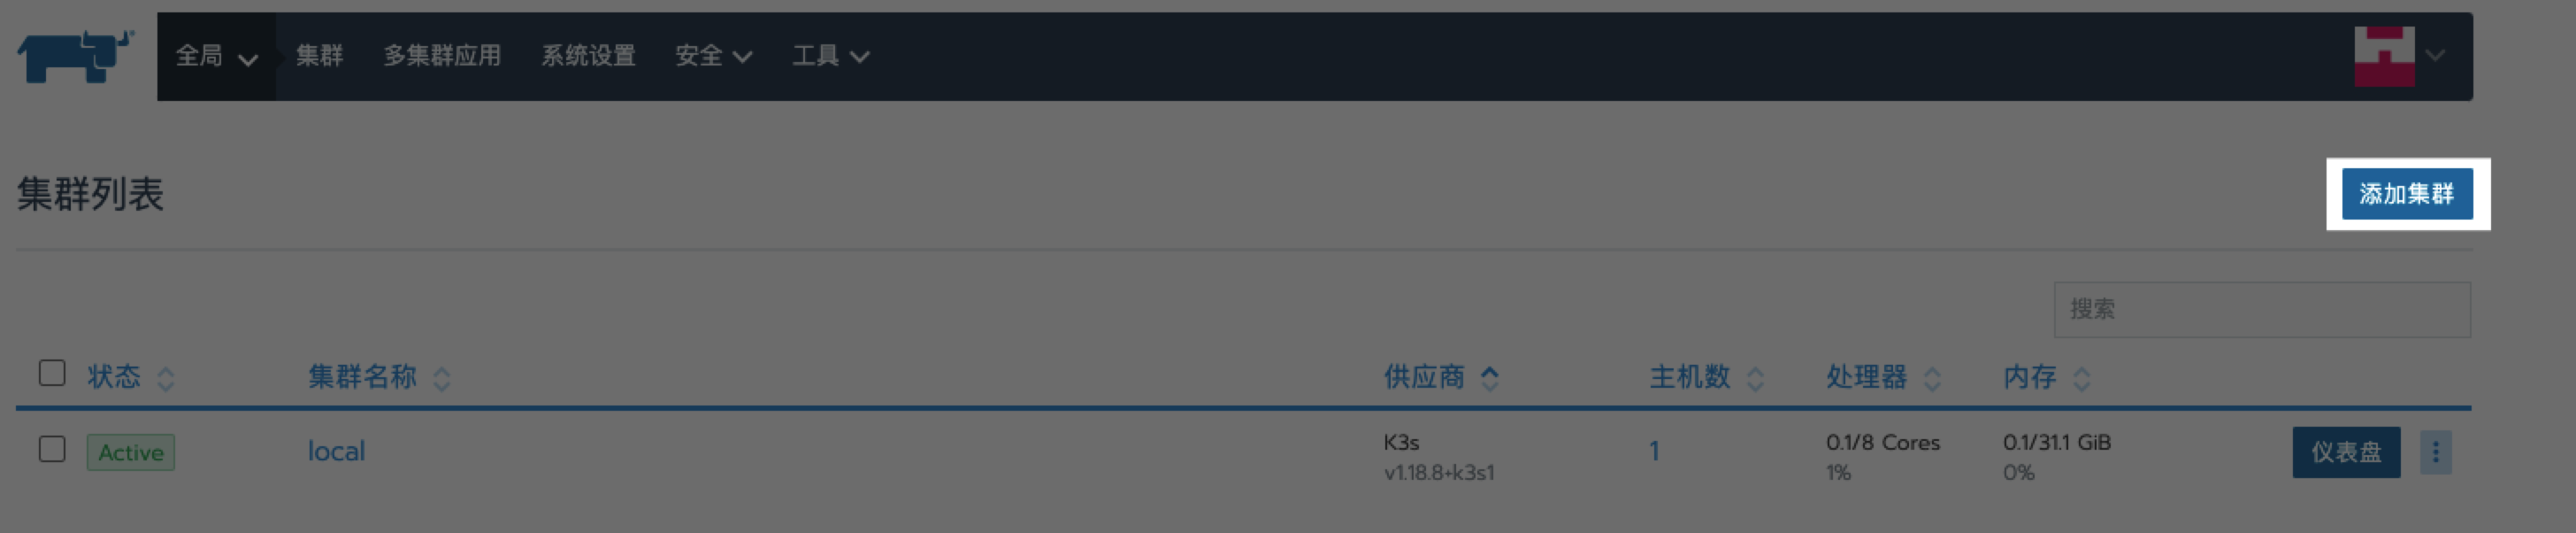 全局 集群 多集群应用 系统设置 安全 工具
集群列表 添加集群
搜索
状态 集群名称 供应商 主机数 处理器 内存
Active local K3s 1 0.1/8 Cores 0.1/31.1 GiB 仪表盘
v1.18.8+k3s1 1% 0%